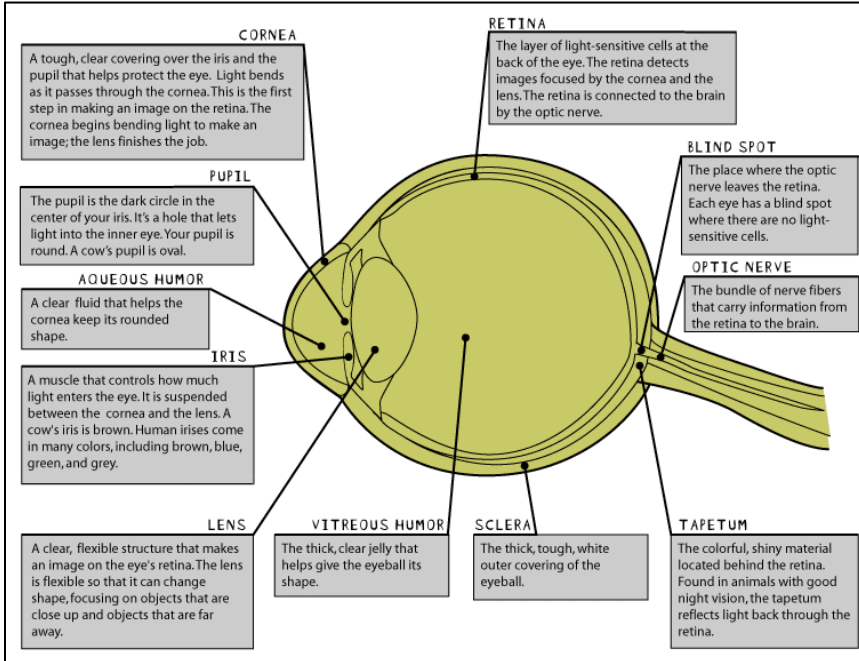 CORNEA
A tough, clear covering over the iris and the
pupil that helps protect the eye. Light bends
as it passes through the cornea. This is the first
step in making an image on the retina. The
cornea begins bending light to make an
image; the lens finishes the job.
PUPIL
The pupil is the dark circle in the
center of your iris. It's a hole that lets
light into the inner eye. Your pupil is
round. A cow's pupil is oval.
AQUEOUS HUMOR
A clear fluid that helps the
cornea keep its rounded
shape.
IRIS
A muscle that controls how much
light enters the eye. It is suspended
between the cornea and the lens. A
cow's iris is brown. Human irises come
in many colors, including brown, blue,
green, and grey.
LENS
A clear, flexible structure that makes
an image on the eye's retina. The lens
is flexible so that it can change
shape, focusing on objects that are
close up and objects that are far
away.
VITREOUS HUMOR
The thick, clear jelly that
helps give the eyeball its
shape.
SCLERA
The thick, tough, white
outer covering of the
eyeball.
RETINA
The layer of light-sensitive cells at the
back of the eye. The retina detects
images focused by the cornea and the
lens. The retina is connected to the brain
by the optic nerve.
BLIND SPOT
The place where the optic
nerve leaves the retina.
Each eye has a blind spot
where there are no light-
sensitive cells.
OPTIC NERVE
The bundle of nerve fibers
that carry information from
the retina to the brain.
TAPETUM
The colorful, shiny material
located behind the retina.
Found in animals with good
night vision, the tapetum
reflects light back through the
retina.